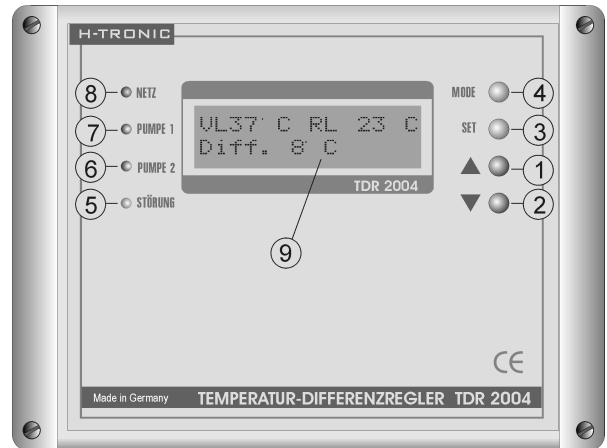 H-TRONIC
8 NETZ
7 PUMPE 1
6 PUMPE 2
5 STÖRUNG
VL37° C RL 23 C
Diff. 8° C
TDR 2004
9
MODE 4
SET 3
1
2
CE
Made in Germany TEMPERATUR-DIFFERENZREGLER TDR 2004